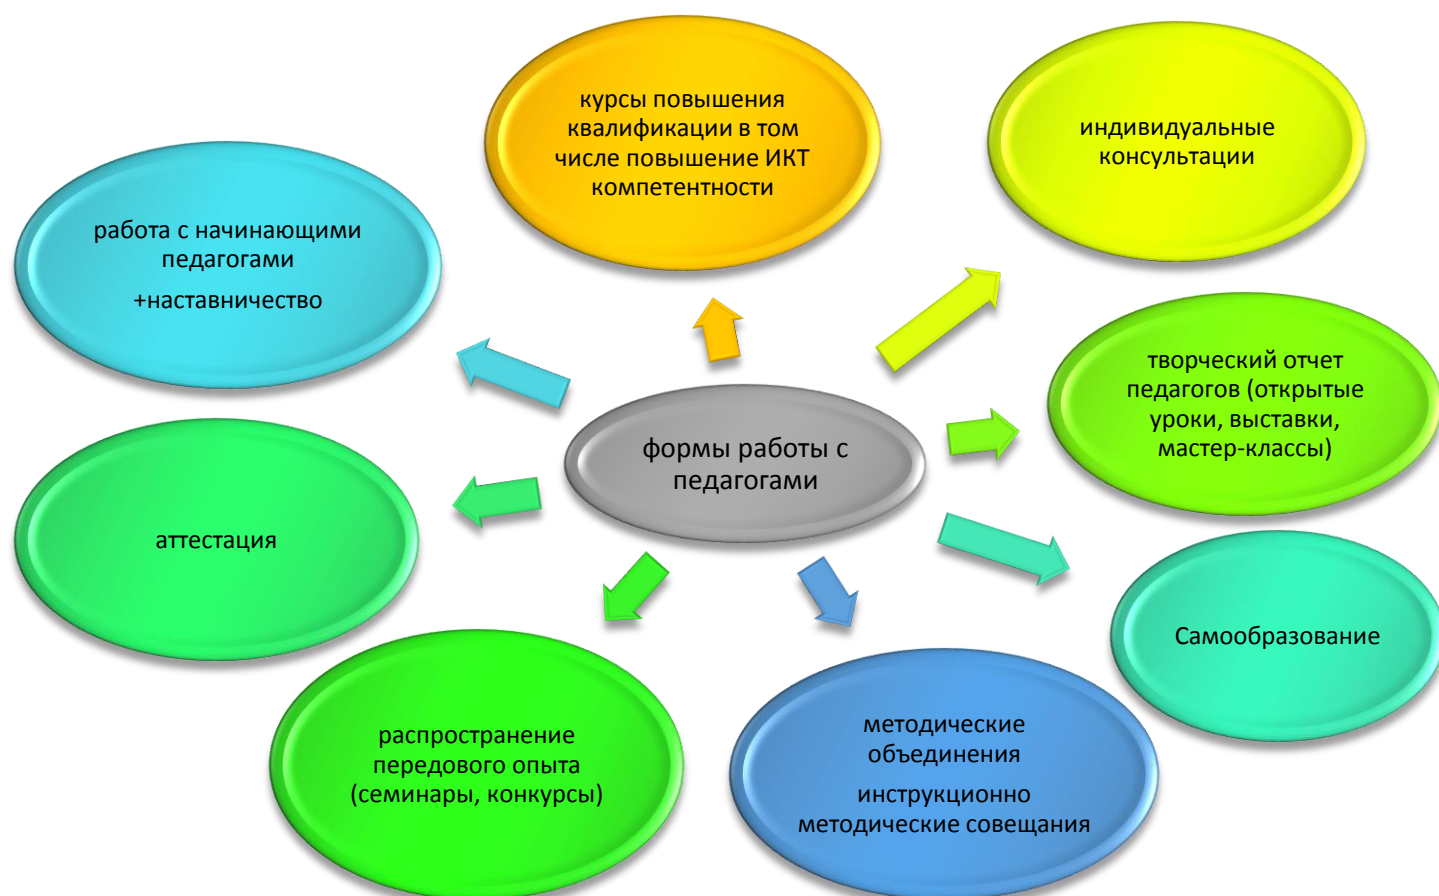 курсы повышения
квалификации в том
числе повышение ИКТ
компетентности
индивидуальные
консультации
работа с начинающими
педагогами
+наставничество
творческий отчет
педагогов (открытые
уроки, выставки,
мастер-классы)
формы работы с
педагогами
аттестация
Самообразование
распространение
передового опыта
(семинары, конкурсы)
методические
объединения
инструкционно
методические совещания